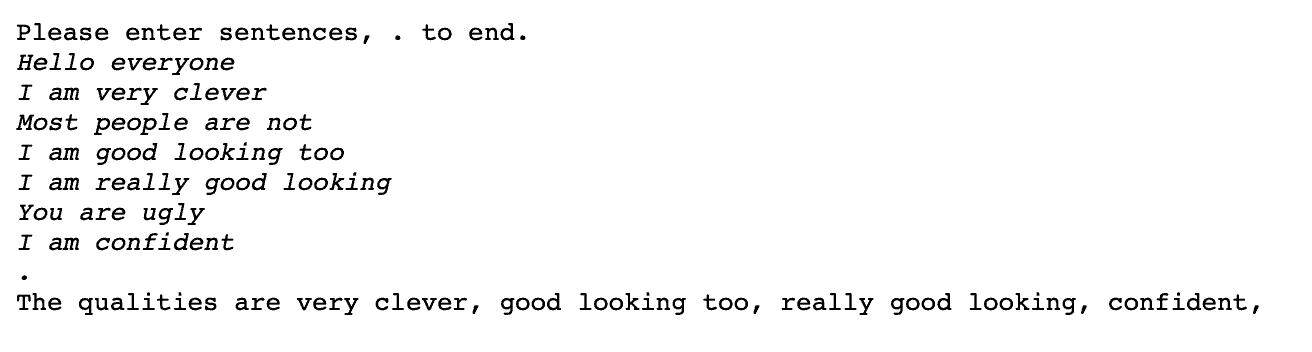 Please enter sentences, . to end.
Hello everyone
I am very clever
Most people are not
I am good looking too
I am really good looking
You are ugly
I am confident
.
The qualities are very clever, good looking too, really good looking, confident,